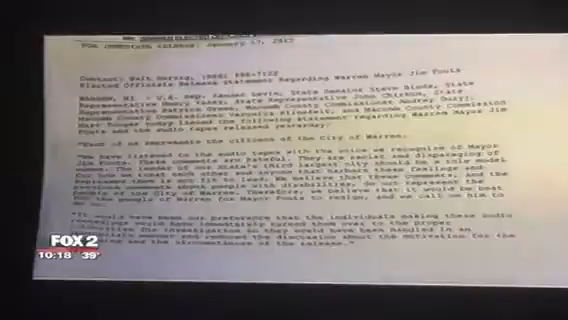 RE: WARREN ELECTED OFFICIALS
FOR IMMEDIATE RELEASE: January 17, 2017
Contact: Walt Herzig, (586)
Elected Officials Release Statement Regarding Warren Mayor Jim Fouts
WARREN, MI - U.S. Rep. Sander Levin, State Senator Steve Bieda, State
Representative Henry Yanez, State Representative John Chirkun, State
Representative Patrick Green, Macomb County Commissioner Andrey Duzyj,
Macomb County Commissioner Veronica Klinefelt, and Macomb County Commission
today issued the following statement regarding Warren Mayor Jim
Fouts and the audio tapes released yesterday:
"Each of us represents the citizens of the City of Warren.
"We have listened to the audio tapes with the voice we recognize of Mayor
Jim Fouts. These comments are hateful. They are racist and disparaging of
women. The leader of our state's third largest city should be a role model
for how we treat each other and anyone that harbors these feelings and
is not fit to lead. We believe that these comments, and the
previous comments about people with disabilities, do not represent the
people of the City of Warren. Therefore, we believe that it would be best
for the people of Warren for Mayor Fouts to resign, and we call on him to
do so.
"It would have been our preference that the individuals making these audio
recordings would have immediately turned them over to the proper
authorities for investigation so they would have been handled in an
manner and removed the discussion about the motivation for the
and the circumstances of the release."
FOX 2
10:18 39°